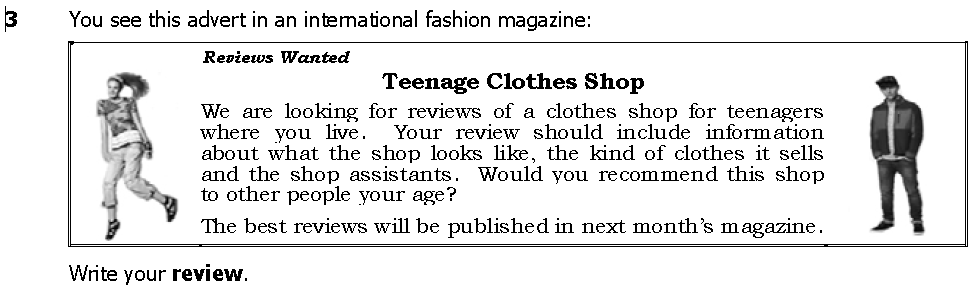 3 You see this advert in an international fashion magazine:
Reviews Wanted
Teenage Clothes Shop
We are looking for reviews of a clothes shop for teenagers
where you live. Your review should include information
about what the shop looks like, the kind of clothes it sells
and the shop assistants. Would you recommend this shop
to other people your age?
The best reviews will be published in next month's magazine.
Write your review.